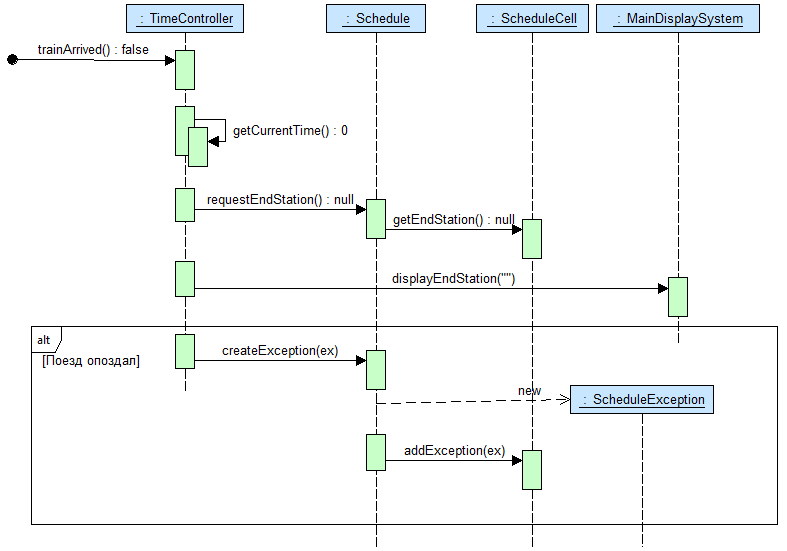 : TimeController
: Schedule
: ScheduleCell
: MainDisplaySystem
trainArrived() : false
getCurrentTime() : 0
requestEndStation() : null
getEndStation() : null
displayEndStation("")
alt
[Поезд опоздал]
createException(ex)
new
: ScheduleException
addException(ex)